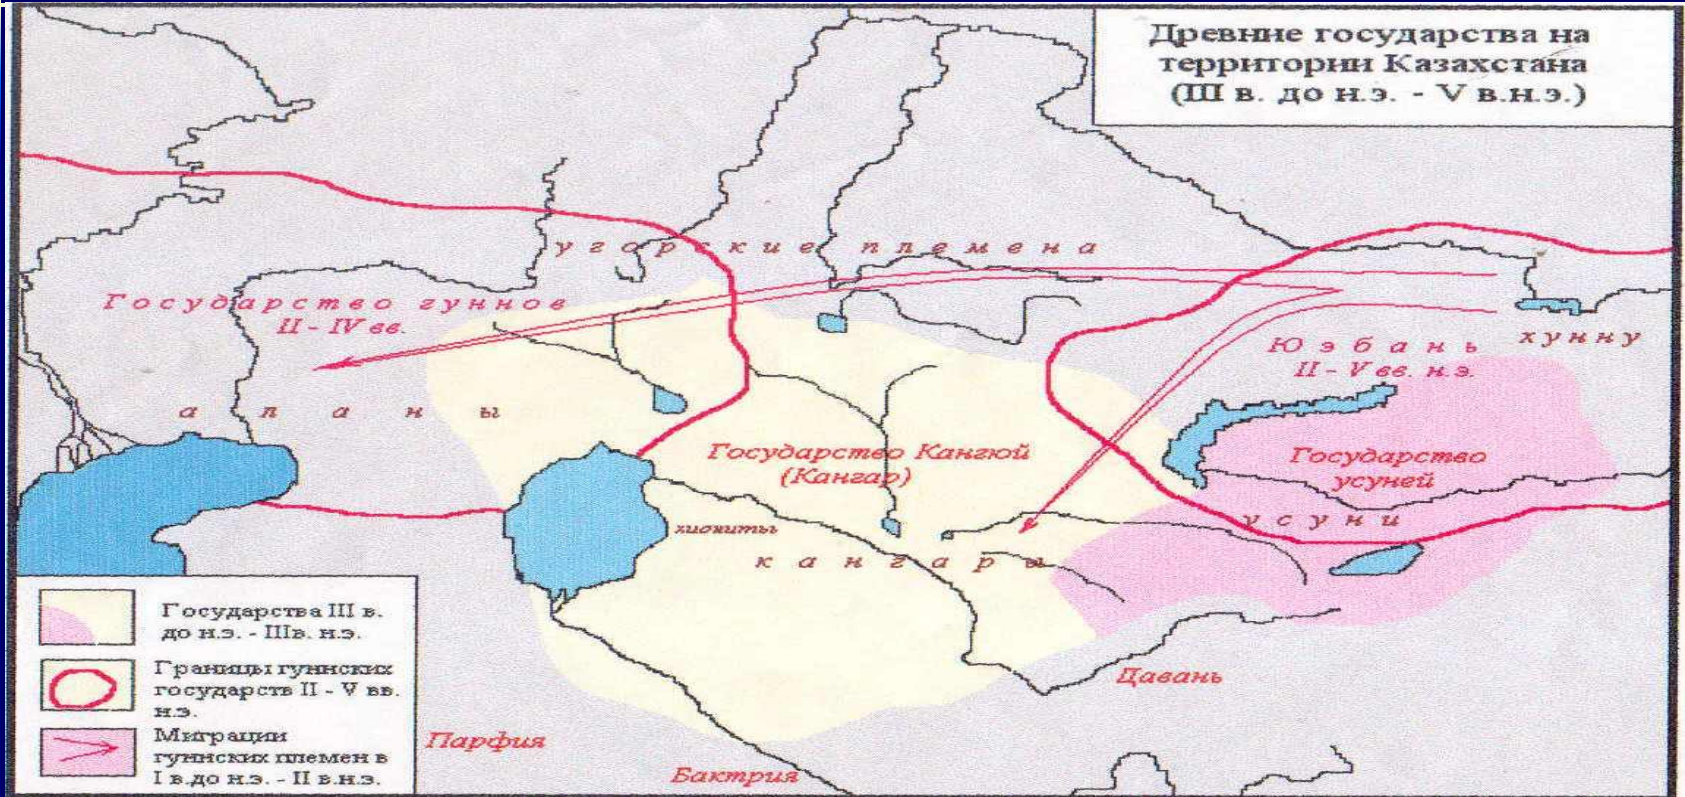 Древние государства на
территории Казахстана
(III в. до н.э. - V в.н.э.)
угорские племена
Государство гуннов
II - IV вв.
хунну
Юэбань
II - V вв. н.э.
аланы
Государство Кангюй
(Кангар)
Государство
усуней
усуни
хиониты
кангары
Давань
Парфия
Бактрия
Государства III в.
до н.э. - IIIв. н.э.
Границы гуннских
государств II - V вв.
н.э.
Миграции
гуннских племен в
I в.до н.э. - II в.н.э.